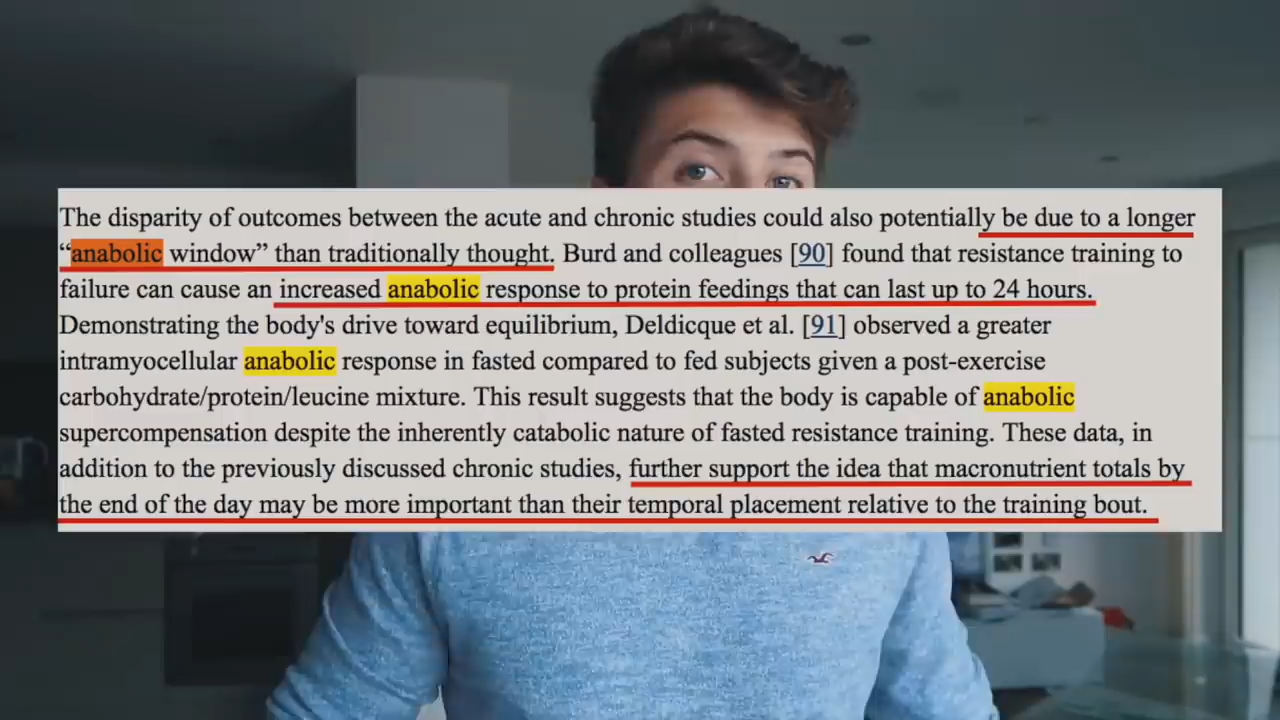 The disparity of outcomes between the acute and chronic studies could also potentially be due to a longer
“anabolic window” than traditionally thought. Burd and colleagues [90] found that resistance training to
failure can cause an increased anabolic response to protein feedings that can last up to 24 hours.
Demonstrating the body's drive toward equilibrium, Deldicque et al. [91] observed a greater
intramyocellular anabolic response in fasted compared to fed subjects given a post-exercise
carbohydrate/protein/leucine mixture. This result suggests that the body is capable of anabolic
supercompensation despite the inherently catabolic nature of fasted resistance training. These data, in
addition to the previously discussed chronic studies, further support the idea that macronutrient totals by
the end of the day may be more important than their temporal placement relative to the training bout.